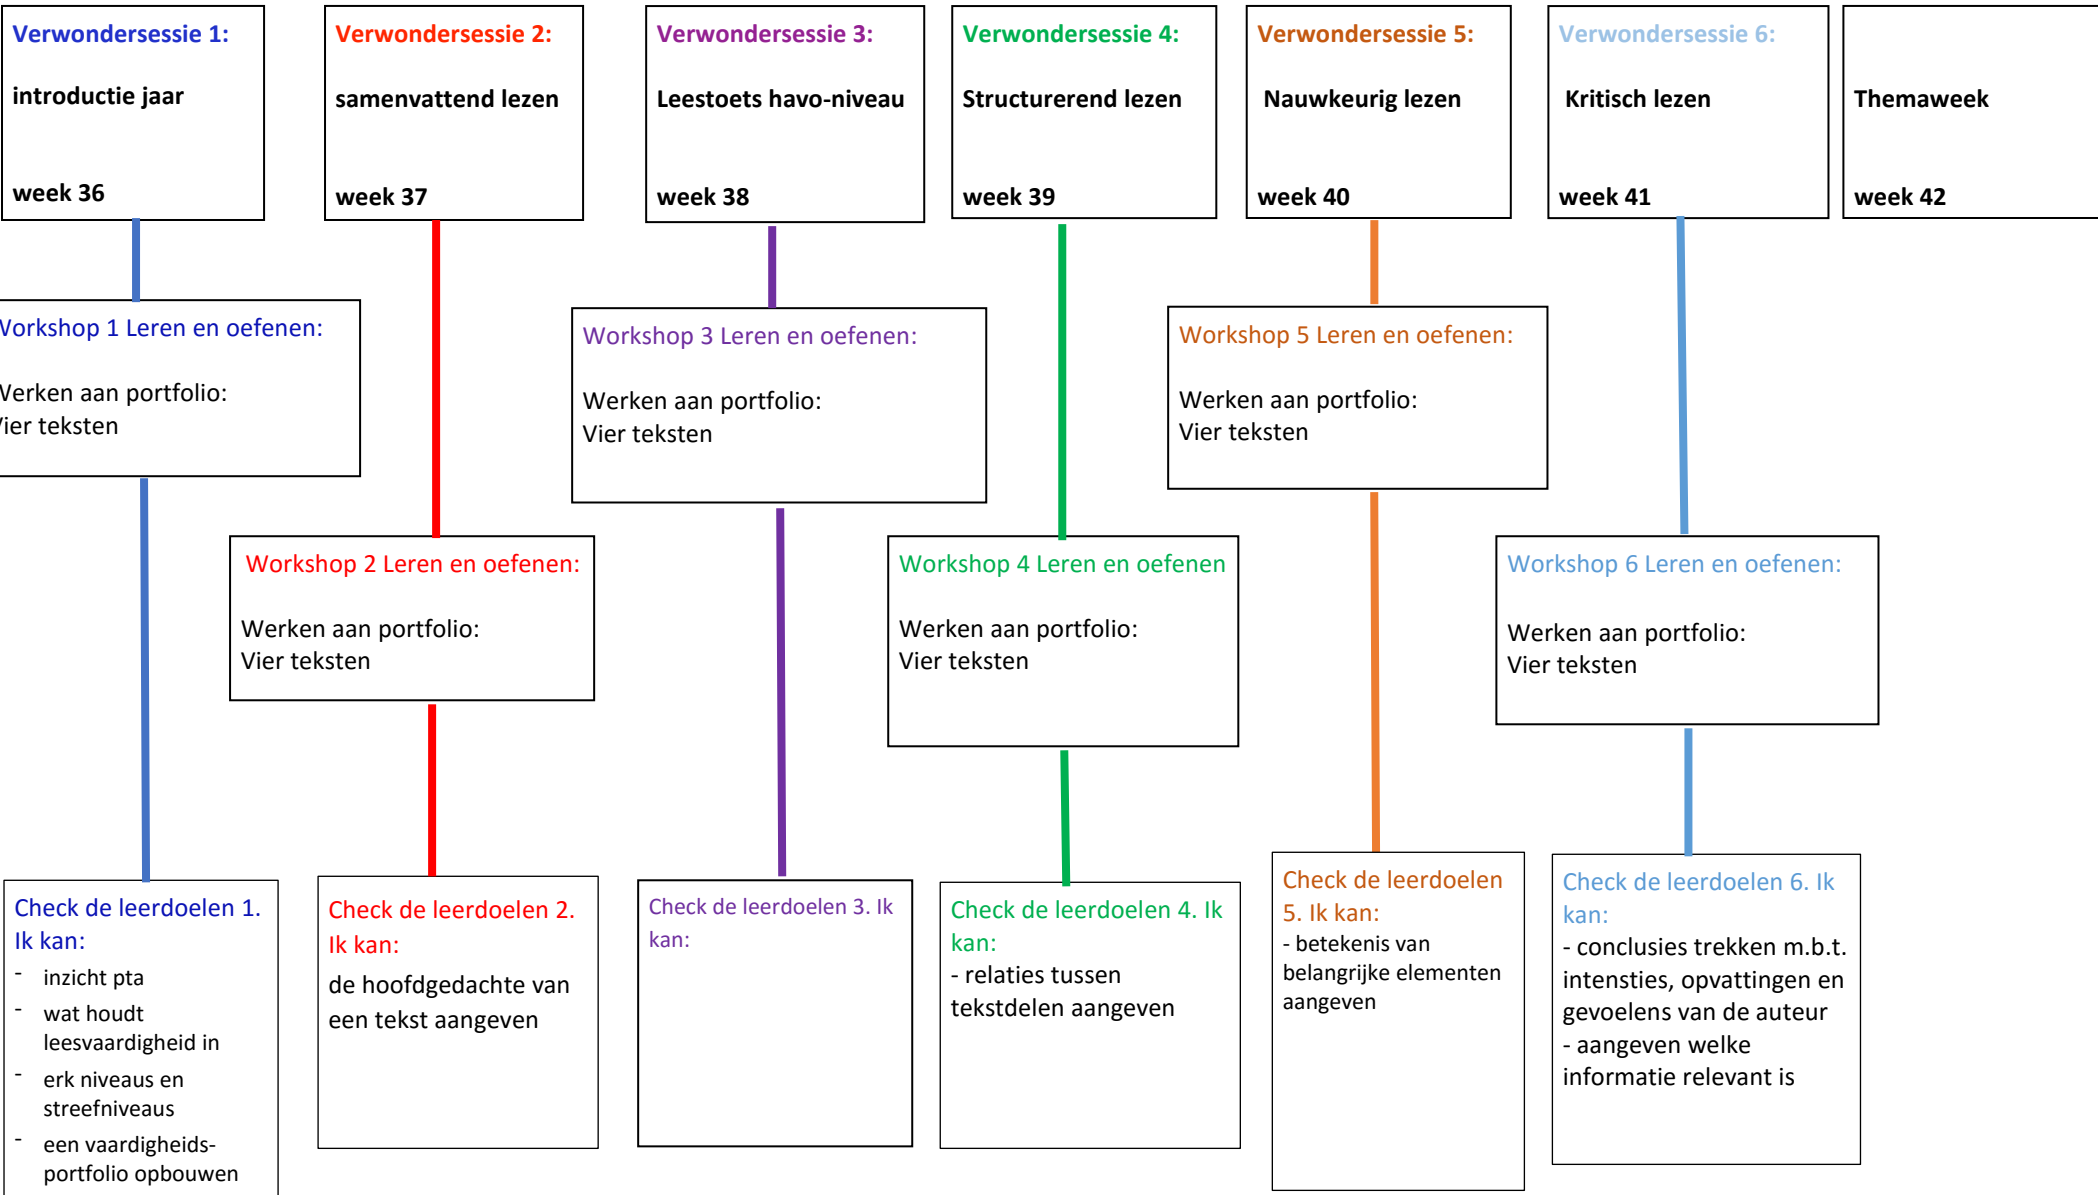 Verwondersessie 1:
introductie jaar
week 36
Verwondersessie 2:
samenvattend lezen
week 37
Verwondersessie 3:
Leestoets havo-niveau
week 38
Verwondersessie 4:
Structurerend lezen
week 39
Verwondersessie 5:
Nauwkeurig lezen
week 40
Verwondersessie 6:
Kritisch lezen
week 41
Themaweek
week 42
Workshop 1 Leren en oefenen:
Werken aan portfolio:
Vier teksten
Workshop 3 Leren en oefenen:
Werken aan portfolio:
Vier teksten
Workshop 5 Leren en oefenen:
Werken aan portfolio:
Vier teksten
Workshop 2 Leren en oefenen:
Werken aan portfolio:
Vier teksten
Workshop 4 Leren en oefenen
Werken aan portfolio:
Vier teksten
Workshop 6 Leren en oefenen:
Werken aan portfolio:
Vier teksten
Check de leerdoelen 1.
Ik kan:
- inzicht pta
- wat houdt
leesvaardigheid in
- erk niveaus en
streefniveaus
- een vaardigheids-
portfolio opbouwen
Check de leerdoelen 2.
Ik kan:
de hoofdgedachte van
een tekst aangeven
Check de leerdoelen 3. Ik
kan:
Check de leerdoelen 4. Ik
kan:
- relaties tussen
tekstdelen aangeven
Check de leerdoelen
5. Ik kan:
- betekenis van
belangrijke elementen
aangeven
Check de leerdoelen 6. Ik
kan:
- conclusies trekken m.b.t.
intensties, opvattingen en
gevoelens van de auteur
- aangeven welke
informatie relevant is